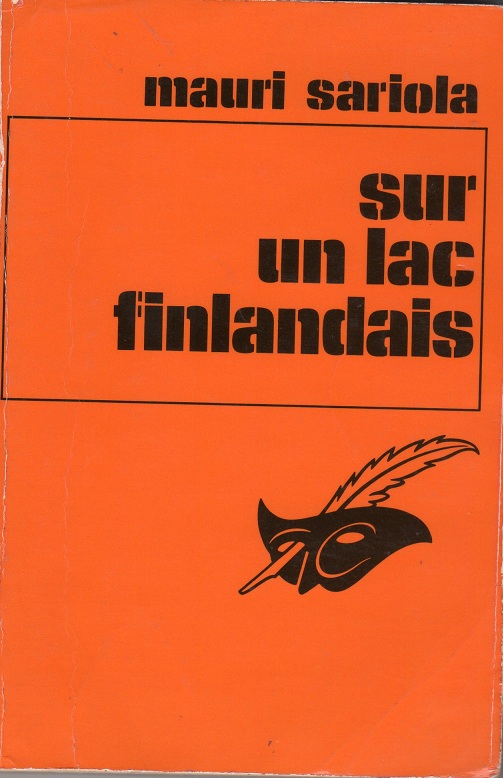 mauri sariola
sur
un lac
finlandais